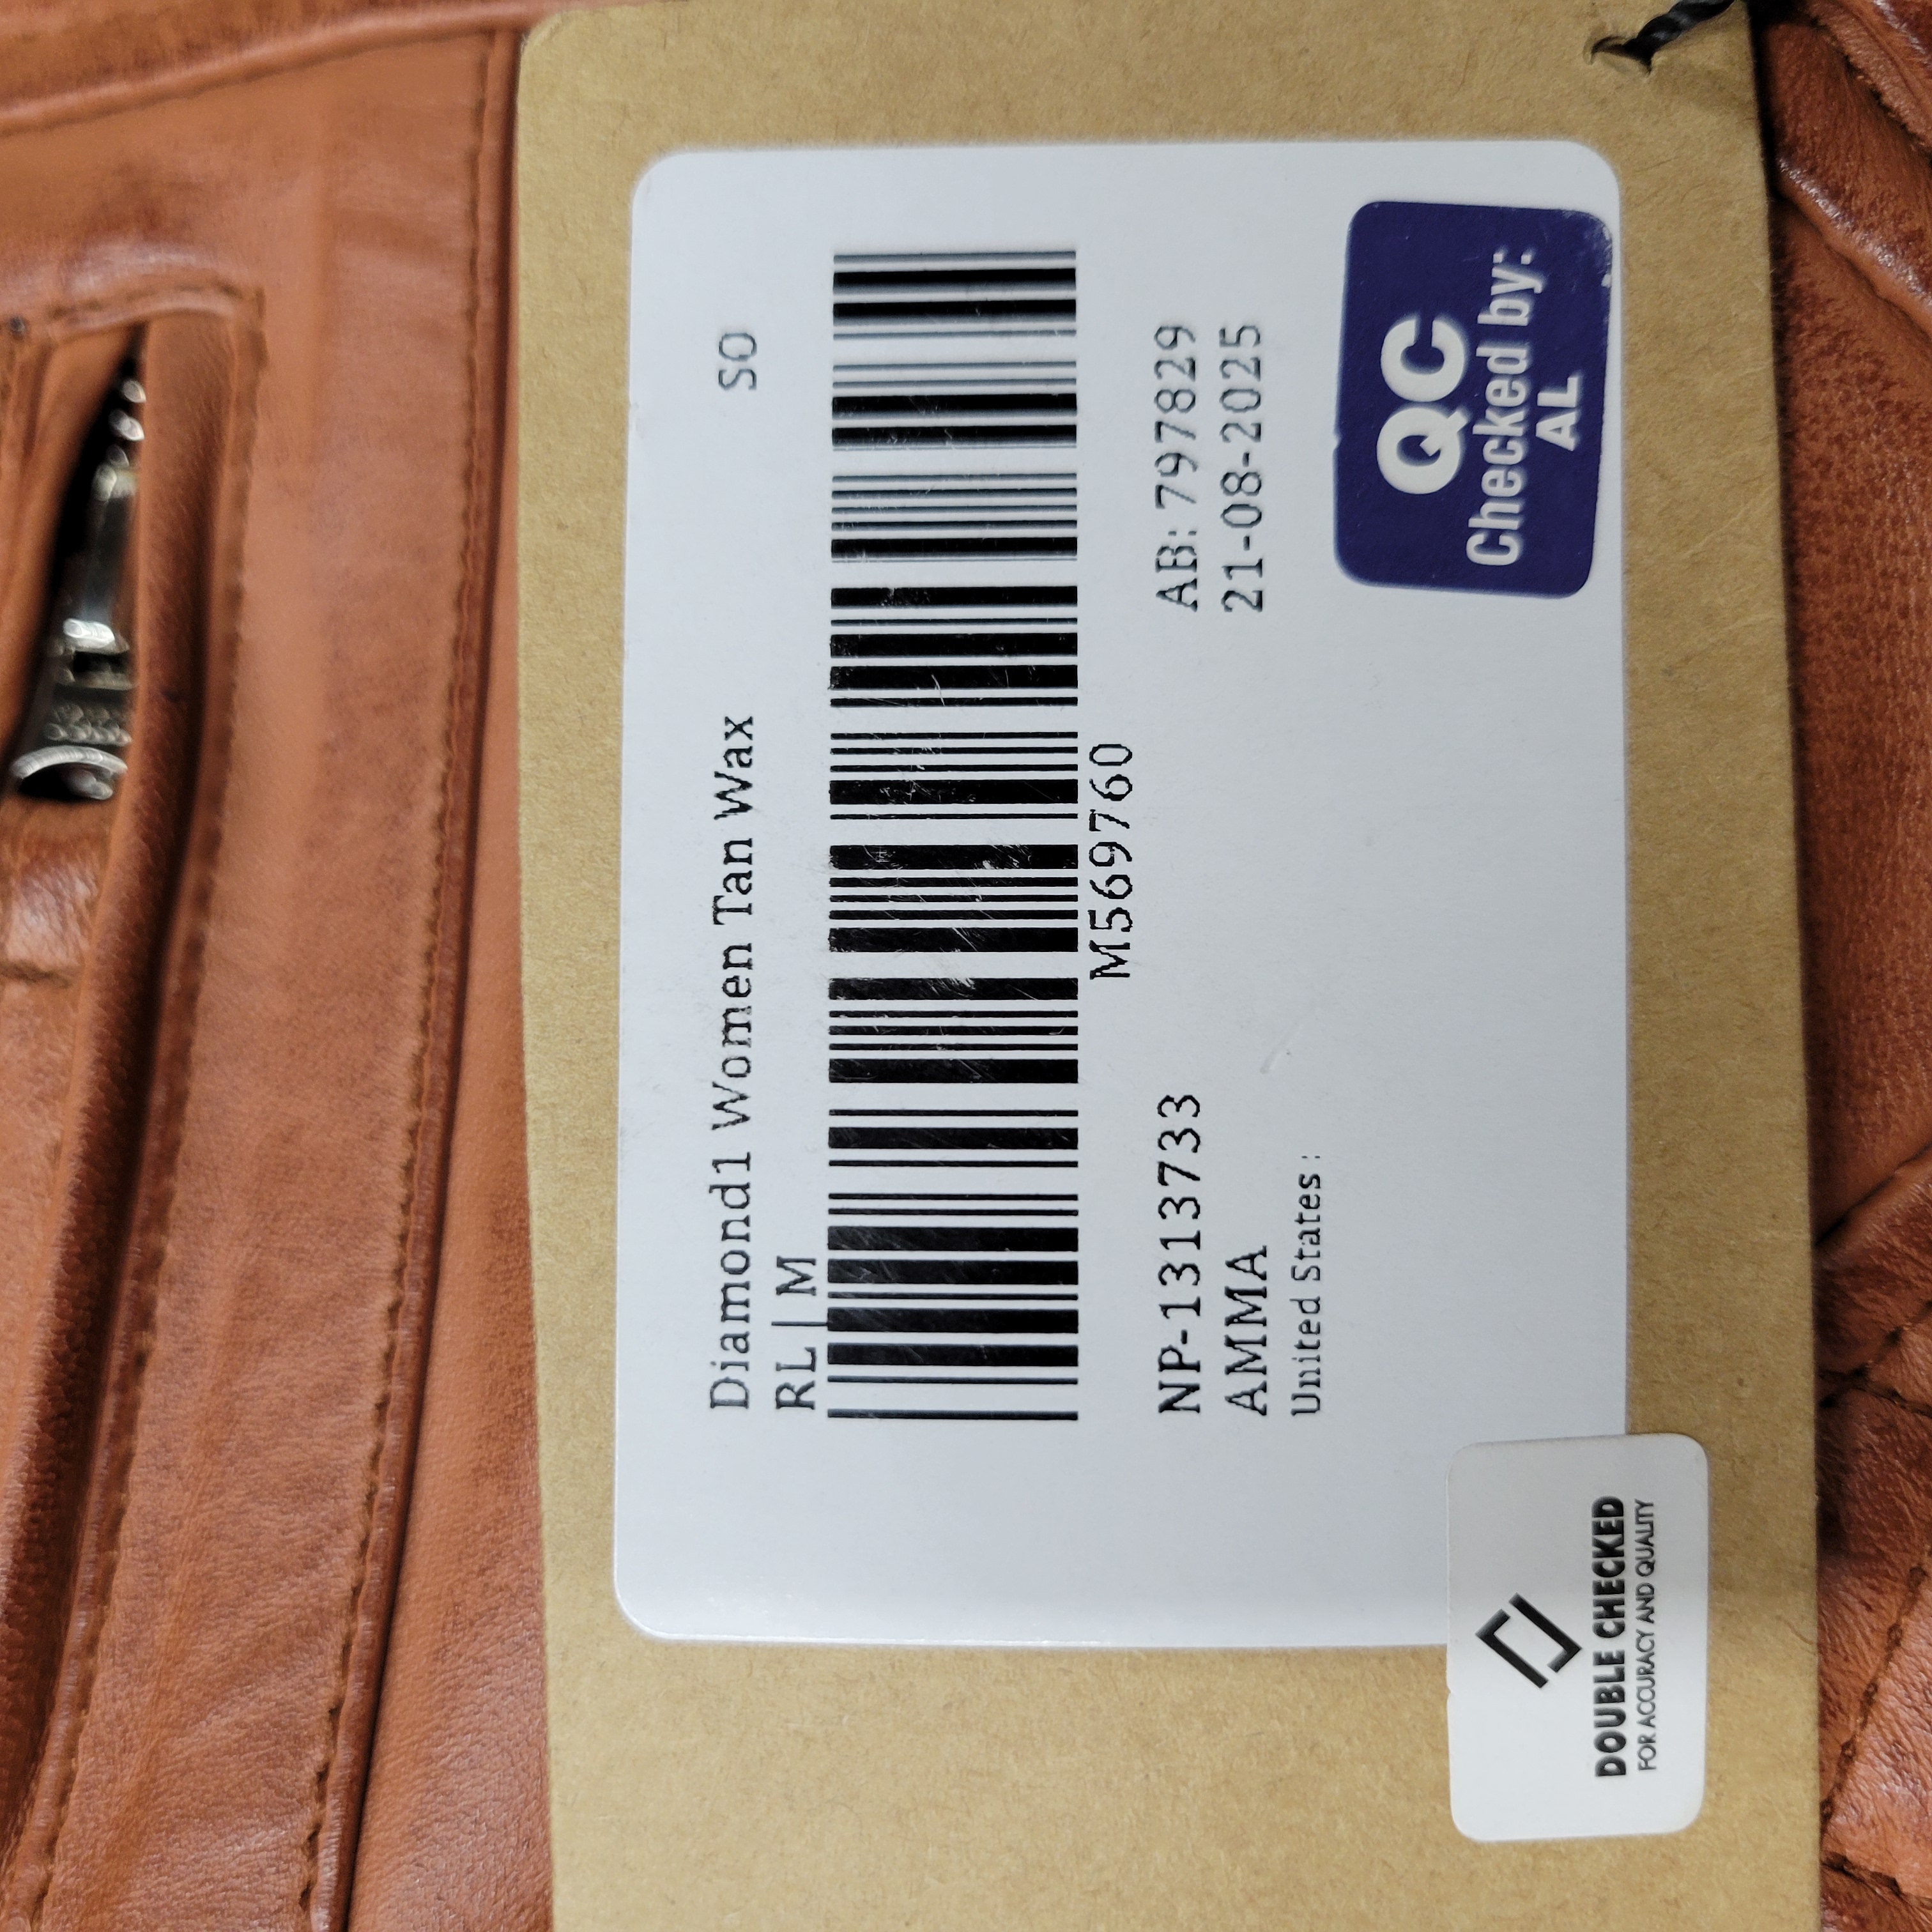 Diamond1 Women Tan Wax SO
RL | M
M569760
NP-1313733 AB: 797829
AMMA 21-08-2025
United States :
QC
Checked by:
AL
DOUBLE CHECKED
FOR ACCURACY AND QUALITY